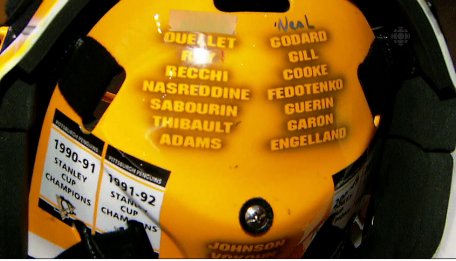 Neal
OUELLET
RECCHI
NASREDDINE
SABOURIN
THIBAULT
ADAMS
GODARD
GILL
COOKE
FEDOTENKO
GUERIN
GARON
ENGELLAND
PITTSBURGH PENGUINS
1990-91
STANLEY
CUP
CHAMPIONS
PITTSBURGH PENGUINS
1991-92
STANLEY
CUP
CHAMPIONS
JOHNSON